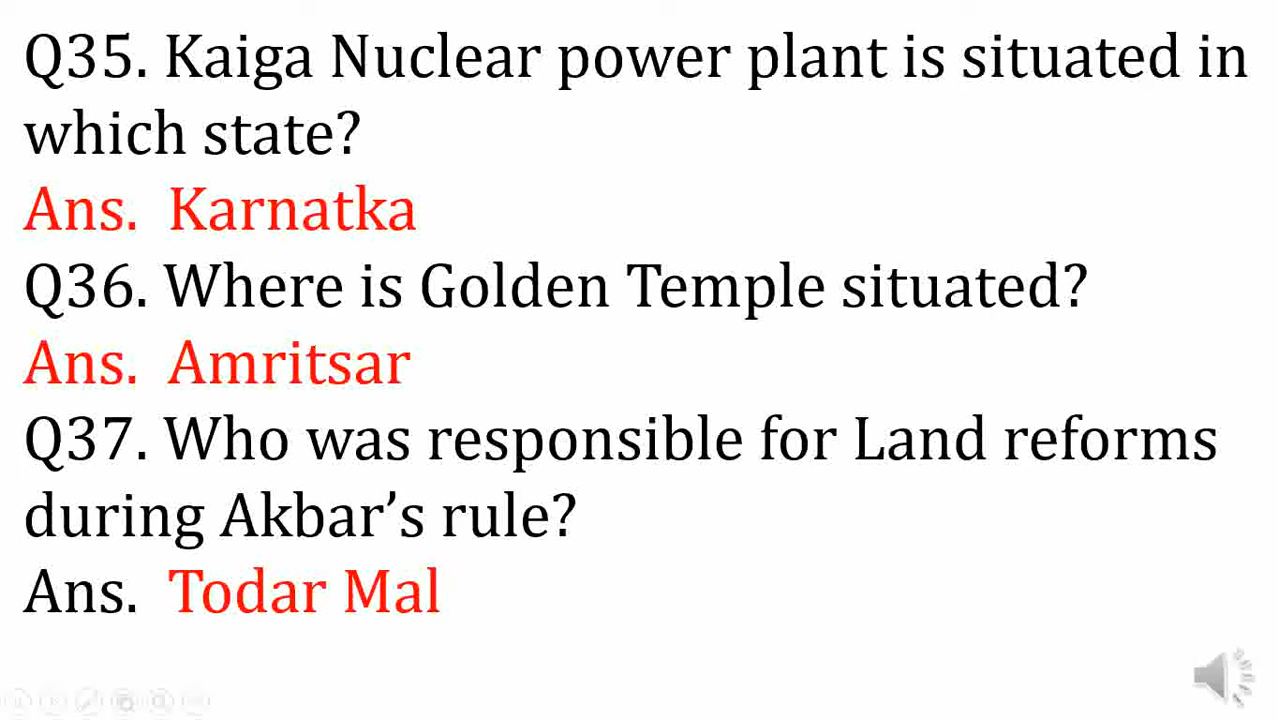 Q35. Kaiga Nuclear power plant is situated in
which state?
Ans. Karnatka
Q36. Where is Golden Temple situated?
Ans. Amritsar
Q37. Who was responsible for Land reforms
during Akbar’s rule?
Ans. Todar Mal